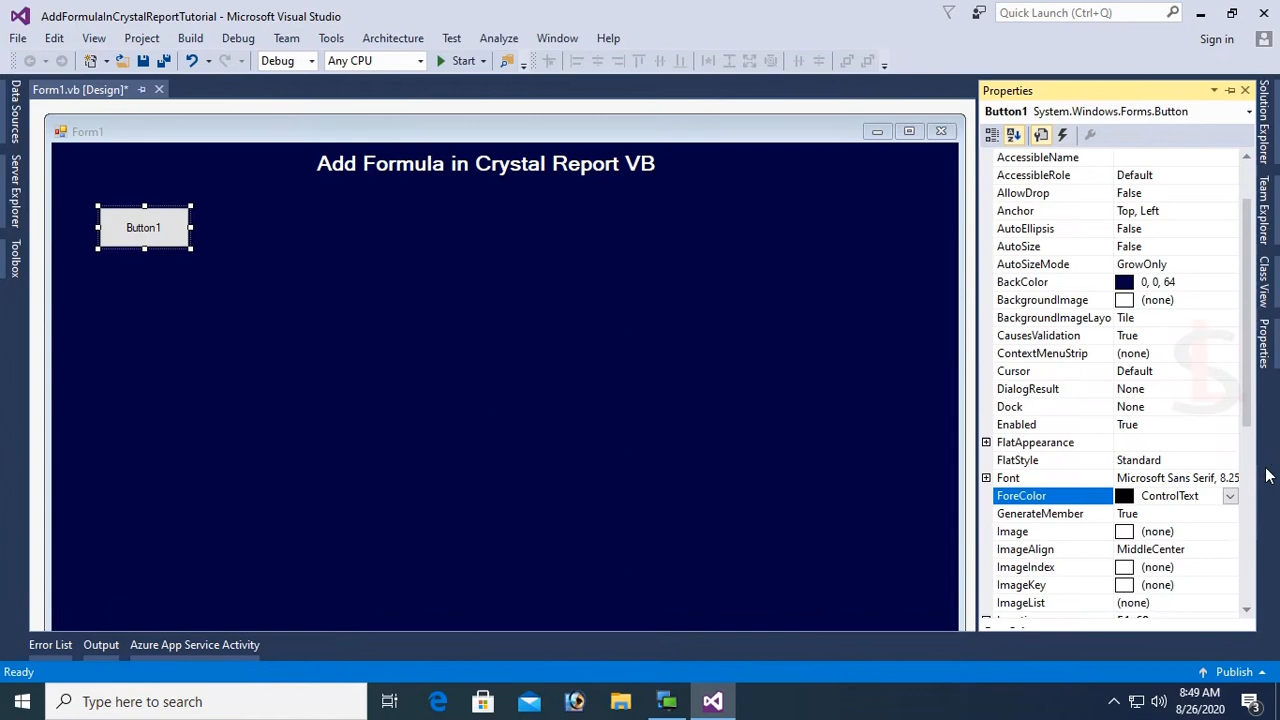 AddFormulaInCrystalReportTutorial - Microsoft Visual Studio
Quick Launch (Ctrl+Q)
File Edit View Project Build Debug Team Tools Architecture Test Analyze Window Help
Sign in
Debug Any CPU Start
Form1.vb [Design]*
Properties
Button1 System.Windows.Forms.Button
Data Sources
Server Explorer
Toolbox
Solution Explorer
Team Explorer
Class View
Properties
Form1
Add Formula in Crystal Report VB
Button1
AccessibleName
AccessibleRole Default
AllowDrop False
Anchor Top, Left
AutoEllipsis False
AutoSize False
AutoSizeMode GrowOnly
BackColor 0, 0, 64
BackgroundImage (none)
BackgroundImageLayo Tile
CausesValidation True
ContextMenuStrip (none)
Cursor Default
DialogResult None
Dock None
Enabled True
FlatAppearance
FlatStyle Standard
Font Microsoft Sans Serif, 8.25
ForeColor ControlText
GenerateMember True
Image (none)
ImageAlign MiddleCenter
ImageIndex (none)
ImageKey (none)
ImageList (none)
Error List Output Azure App Service Activity
Ready
Publish
Type here to search
8:49 AM
8/26/2020
3